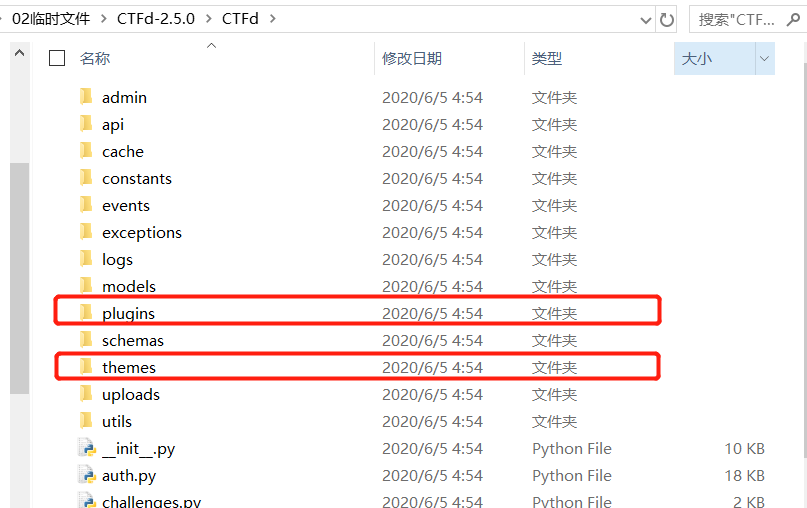 02临时文件 > CTFd-2.5.0 > CTFd >
搜索"CTF...
名称 修改日期 类型 大小
admin 2020/6/5 4:54 文件夹
api 2020/6/5 4:54 文件夹
cache 2020/6/5 4:54 文件夹
constants 2020/6/5 4:54 文件夹
events 2020/6/5 4:54 文件夹
exceptions 2020/6/5 4:54 文件夹
logs 2020/6/5 4:54 文件夹
models 2020/6/5 4:54 文件夹
plugins 2020/6/5 4:54 文件夹
schemas 2020/6/5 4:54 文件夹
themes 2020/6/5 4:54 文件夹
uploads 2020/6/5 4:54 文件夹
utils 2020/6/5 4:54 文件夹
__init__.py 2020/6/5 4:54 Python File 10 KB
auth.py 2020/6/5 4:54 Python File 18 KB
challenges.py 2020/6/5 4:54 Python File 2 KB